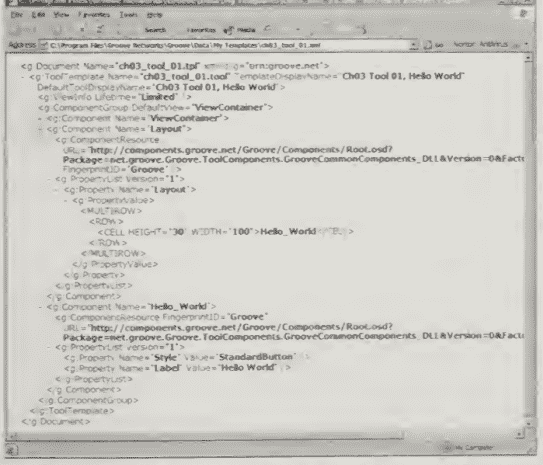 File Edit View Favorites Tools Help
Search Favorites Media
Address C:\Program Files\Groove Networks\Groove\Data\My Templates\ch03_tool_01.xml Go Norton AntiVirus
<g:Document Name="ch03_tool_01.tpl" xmlns:g="urn:groove.net">
- <g:ToolTemplate Name="ch03_tool_01.tool" TemplateDisplayName="Ch03 Tool 01, Hello World"
DefaultToolDisplayName="Ch03 Tool 01, Hello World">
<g:ViewInfo Lifetime="Limited" />
- <g:ComponentGroup DefaultView="ViewContainer">
+ <g:Component Name="ViewContainer">
- <g:Component Name="Layout">
<g:ComponentResource
URL="http://components.groove.net/Groove/Components/Root.osd?
Package=net.groove.Groove.ToolComponents.GrooveCommonComponents_DLL&Version=0&Factu
FingerprintID="Groove" />
- <g:PropertyList Version="1">
- <g:Property Name="Layout">
- <g:PropertyValue>
- <MULTIROW>
- <ROW>
<CELL HEIGHT="30" WIDTH="100">Hello_World</CELL>
</ROW>
</MULTIROW>
</g:PropertyValue>
</g:Property>
</g:PropertyList>
</g:Component>
- <g:Component Name="Hello_World">
<g:ComponentResource FingerprintID="Groove"
URL="http://components.groove.net/Groove/Components/Root.osd?
Package=net.groove.Groove.ToolComponents.GrooveCommonComponents_DLL&Version=0&Factu
- <g:PropertyList Version="1">
<g:Property Name="Style" Value="StandardButton" />
<g:Property Name="Label" Value="Hello World" />
</g:PropertyList>
</g:Component>
</g:ComponentGroup>
</g:ToolTemplate>
</g:Document>
My Computer